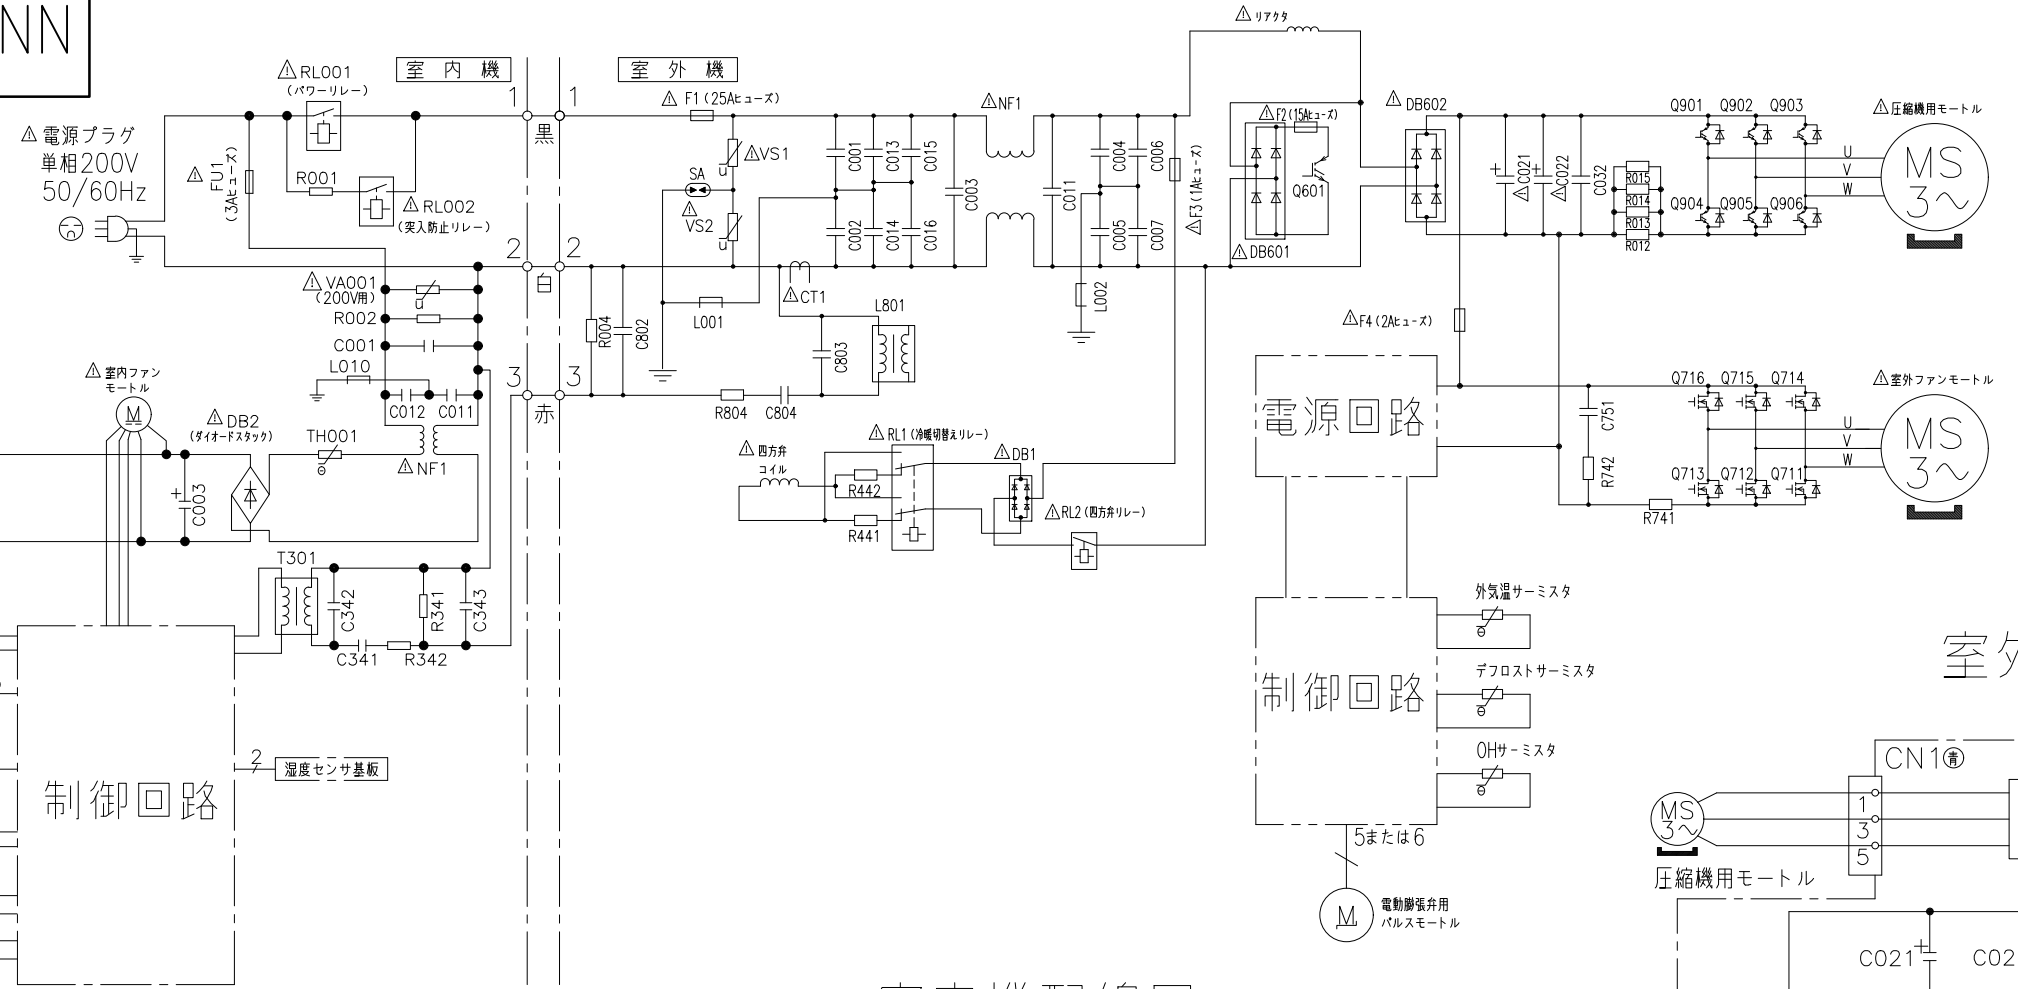 NN
⚠ 電源プラグ
単相200V
50/60Hz
⚠ RL001
(パワーリレー)
⚠ FU1
(3Aヒューズ)
R001
⚠ RL002
(突入防止リレー)
室内機
室外機
1 1
黒
2 2
白
3 3
赤
⚠ VA001
(200V用)
R002
C001
L010
C012
C011
⚠ NF1
TH001
⚠ DB2
(ダイオードスタック)
⚠ 室内ファン
モートル
M
C003
T301
C342
R341
C343
C341
R342
制御回路
2
湿度センサ基板
⚠ F1(25Aヒューズ)
SA
⚠VS1
⚠
VS2
L001
R004
C802
⚠CT1
C803
L801
R804
C804
C001
C002
C013
C014
C015
C016
C003
⚠NF1
C011
C004
C005
C006
C007
L002
⚠F3(1Aヒューズ)
⚠ リアクタ
⚠F2(15Aヒューズ)
Q601
⚠DB601
⚠ DB602
⚠C021
⚠C022
C032
R015
R014
R013
R012
Q901 Q902 Q903
Q904 Q905 Q906
U
V
W
⚠圧縮機用モートル
MS
3～
⚠F4(2Aヒューズ)
電源回路
C751
R742
R741
Q716 Q715 Q714
Q713 Q712 Q711
U
V
W
⚠室外ファンモートル
MS
3～
⚠ 四方弁
コイル
R442
R441
⚠RL1(冷暖切替えリレー)
⚠DB1
⚠RL2(四方弁リレー)
制御回路
外気温サーミスタ
θ
デフロストサーミスタ
θ
OHサーミスタ
θ
5または6
M
電動膨張弁用
パルスモートル
室外
CN1青
MS
3～
1
3
5
圧縮機用モートル
C021
C02